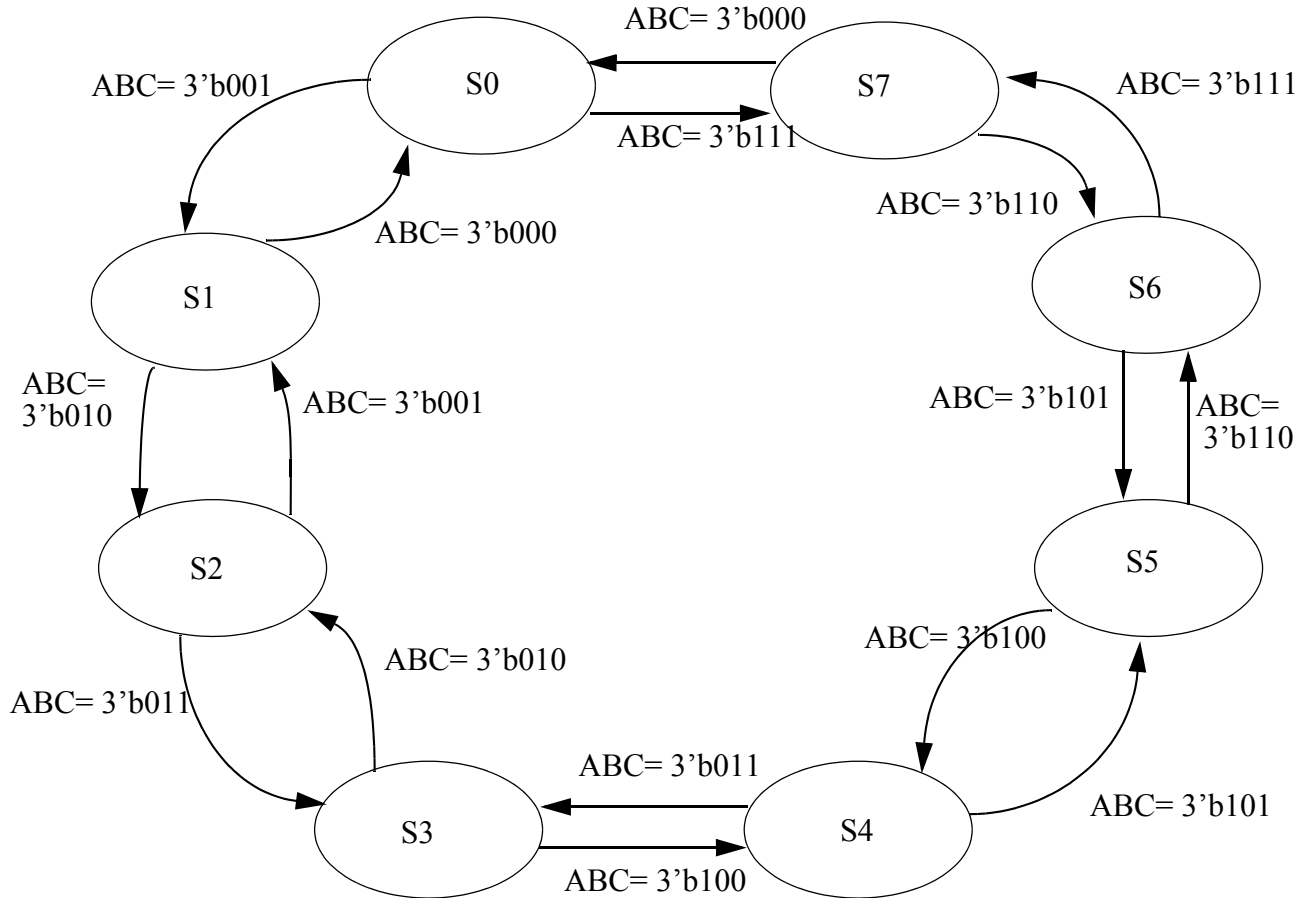 ABC= 3’b000
S0
S7
ABC= 3’b001
ABC= 3’b111
ABC= 3’b111
ABC= 3’b110
ABC= 3’b000
S1
S6
ABC=
3’b010
ABC= 3’b001
ABC= 3’b101
ABC=
3’b110
S2
S5
ABC= 3’b100
ABC= 3’b010
ABC= 3’b011
ABC= 3’b011
S3
S4
ABC= 3’b101
ABC= 3’b100